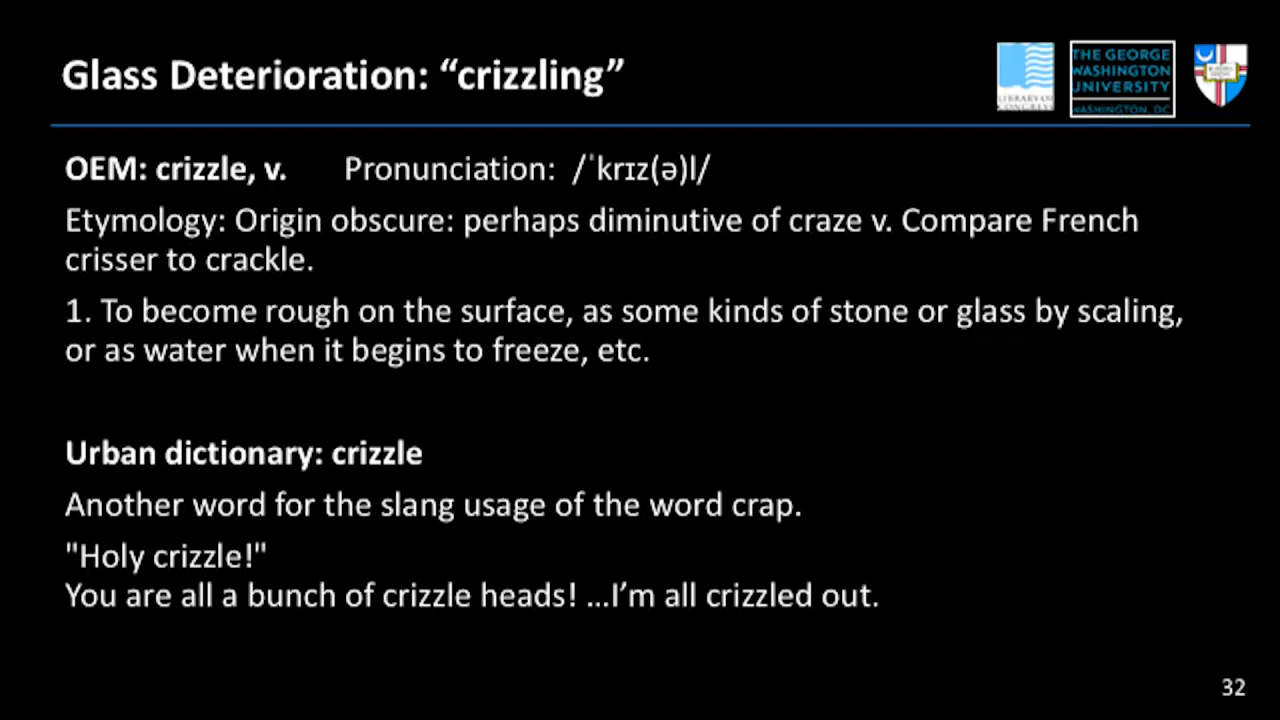 Glass Deterioration: “crizzling”
LIBRARY OF
CONGRESS
THE GEORGE
WASHINGTON
UNIVERSITY
WASHINGTON, DC
OEM: crizzle, v. Pronunciation: /ˈkrɪz(ə)l/
Etymology: Origin obscure: perhaps diminutive of craze v. Compare French
crisser to crackle.
1. To become rough on the surface, as some kinds of stone or glass by scaling,
or as water when it begins to freeze, etc.
Urban dictionary: crizzle
Another word for the slang usage of the word crap.
"Holy crizzle!"
You are all a bunch of crizzle heads! …I’m all crizzled out.
32